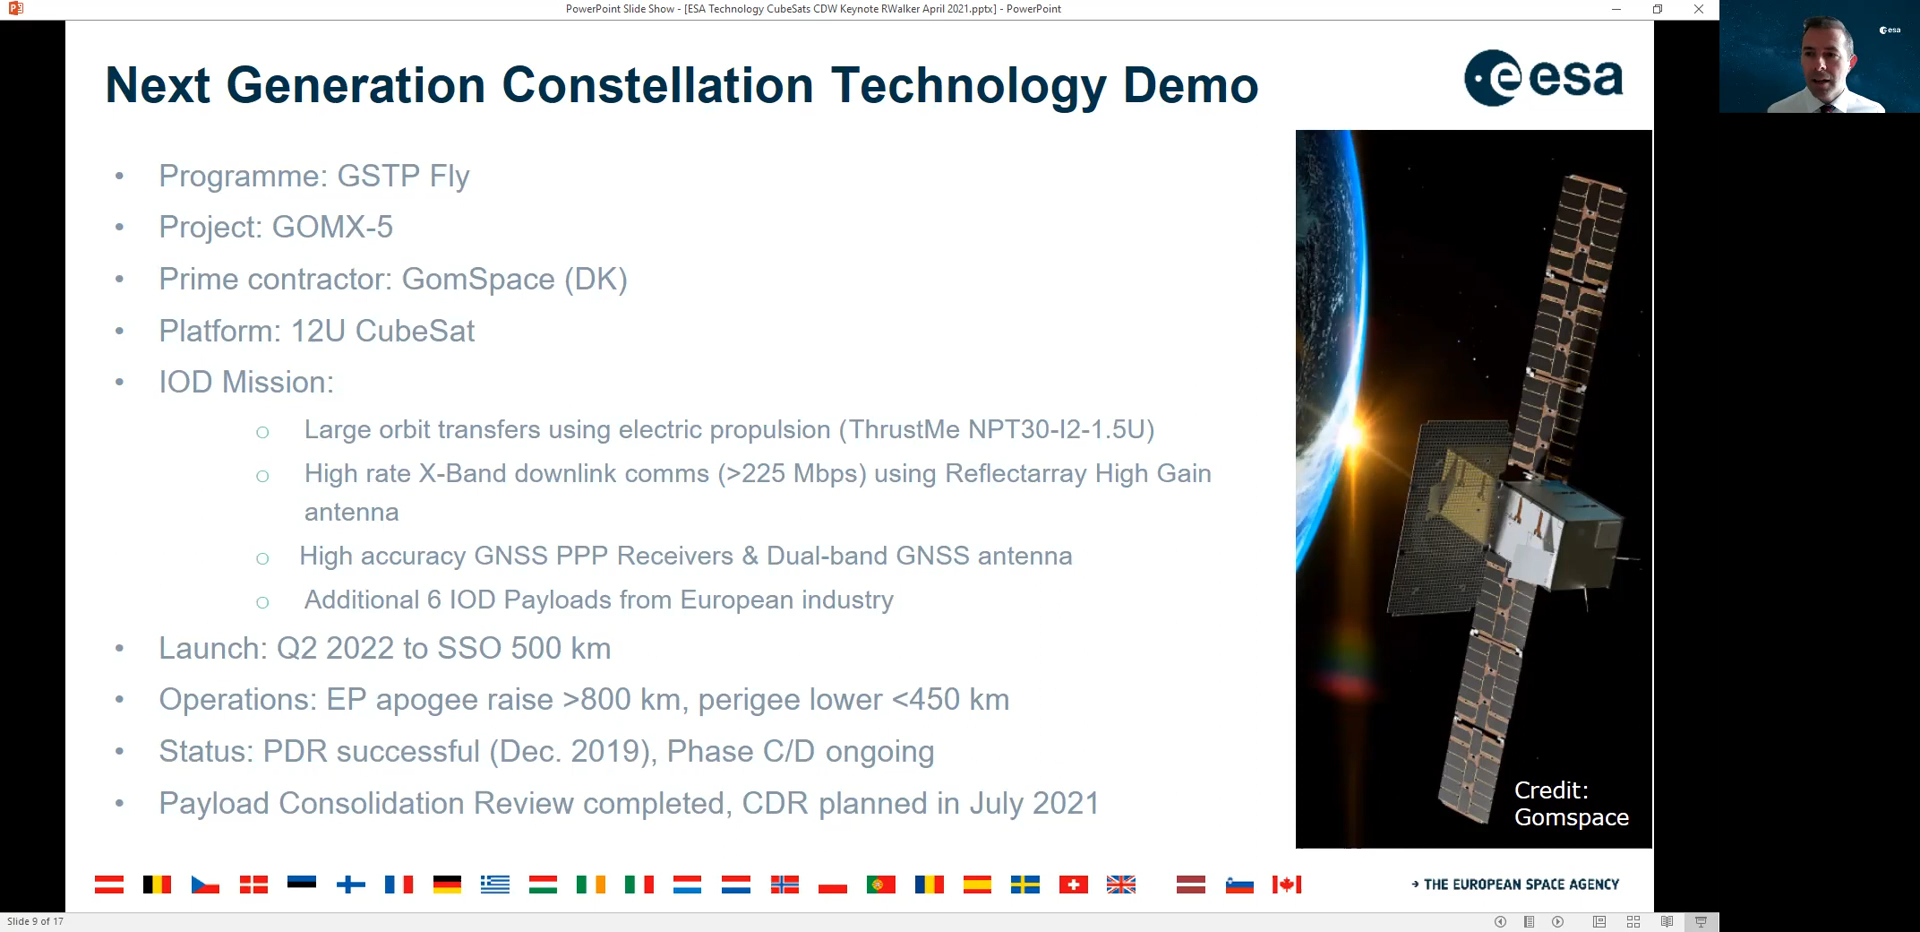 PowerPoint Slide Show - [ESA Technology CubeSats CDW Keynote RWalker April 2021.pptx] - PowerPoint
esa
Next Generation Constellation Technology Demo
esa
• Programme: GSTP Fly
• Project: GOMX-5
• Prime contractor: GomSpace (DK)
• Platform: 12U CubeSat
• IOD Mission:
o Large orbit transfers using electric propulsion (ThrustMe NPT30-I2-1.5U)
o High rate X-Band downlink comms (>225 Mbps) using Reflectarray High Gain
antenna
o High accuracy GNSS PPP Receivers & Dual-band GNSS antenna
o Additional 6 IOD Payloads from European industry
• Launch: Q2 2022 to SSO 500 km
• Operations: EP apogee raise >800 km, perigee lower <450 km
• Status: PDR successful (Dec. 2019), Phase C/D ongoing
• Payload Consolidation Review completed, CDR planned in July 2021
Credit:
Gomspace
→ THE EUROPEAN SPACE AGENCY
Slide 9 of 17